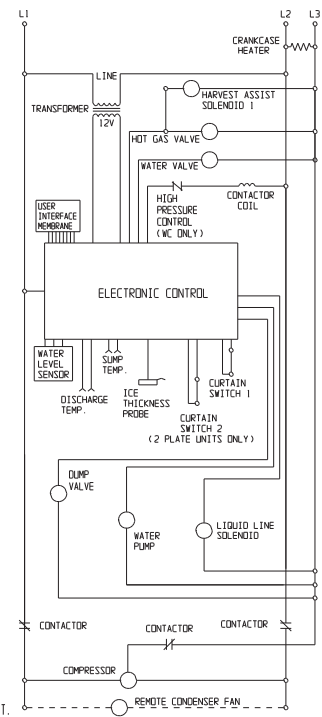 L1
L2
L3
CRANKCASE
HEATER
LINE
TRANSFORMER
12V
HARVEST ASSIST
SOLENOID 1
HOT GAS VALVE
WATER VALVE
HIGH
PRESSURE
CONTROL
(WC ONLY)
CONTACTOR
COIL
USER
INTERFACE
MEMBRANE
ELECTRONIC CONTROL
WATER
LEVEL
SENSOR
SUMP
TEMP.
DISCHARGE
TEMP.
ICE
THICKNESS
PROBE
CURTAIN
SWITCH 1
CURTAIN
SWITCH 2
(2 PLATE UNITS ONLY)
DUMP
VALVE
WATER
PUMP
LIQUID LINE
SOLENOID
CONTACTOR
CONTACTOR
CONTACTOR
COMPRESSOR
REMOTE CONDENSER FAN
T.